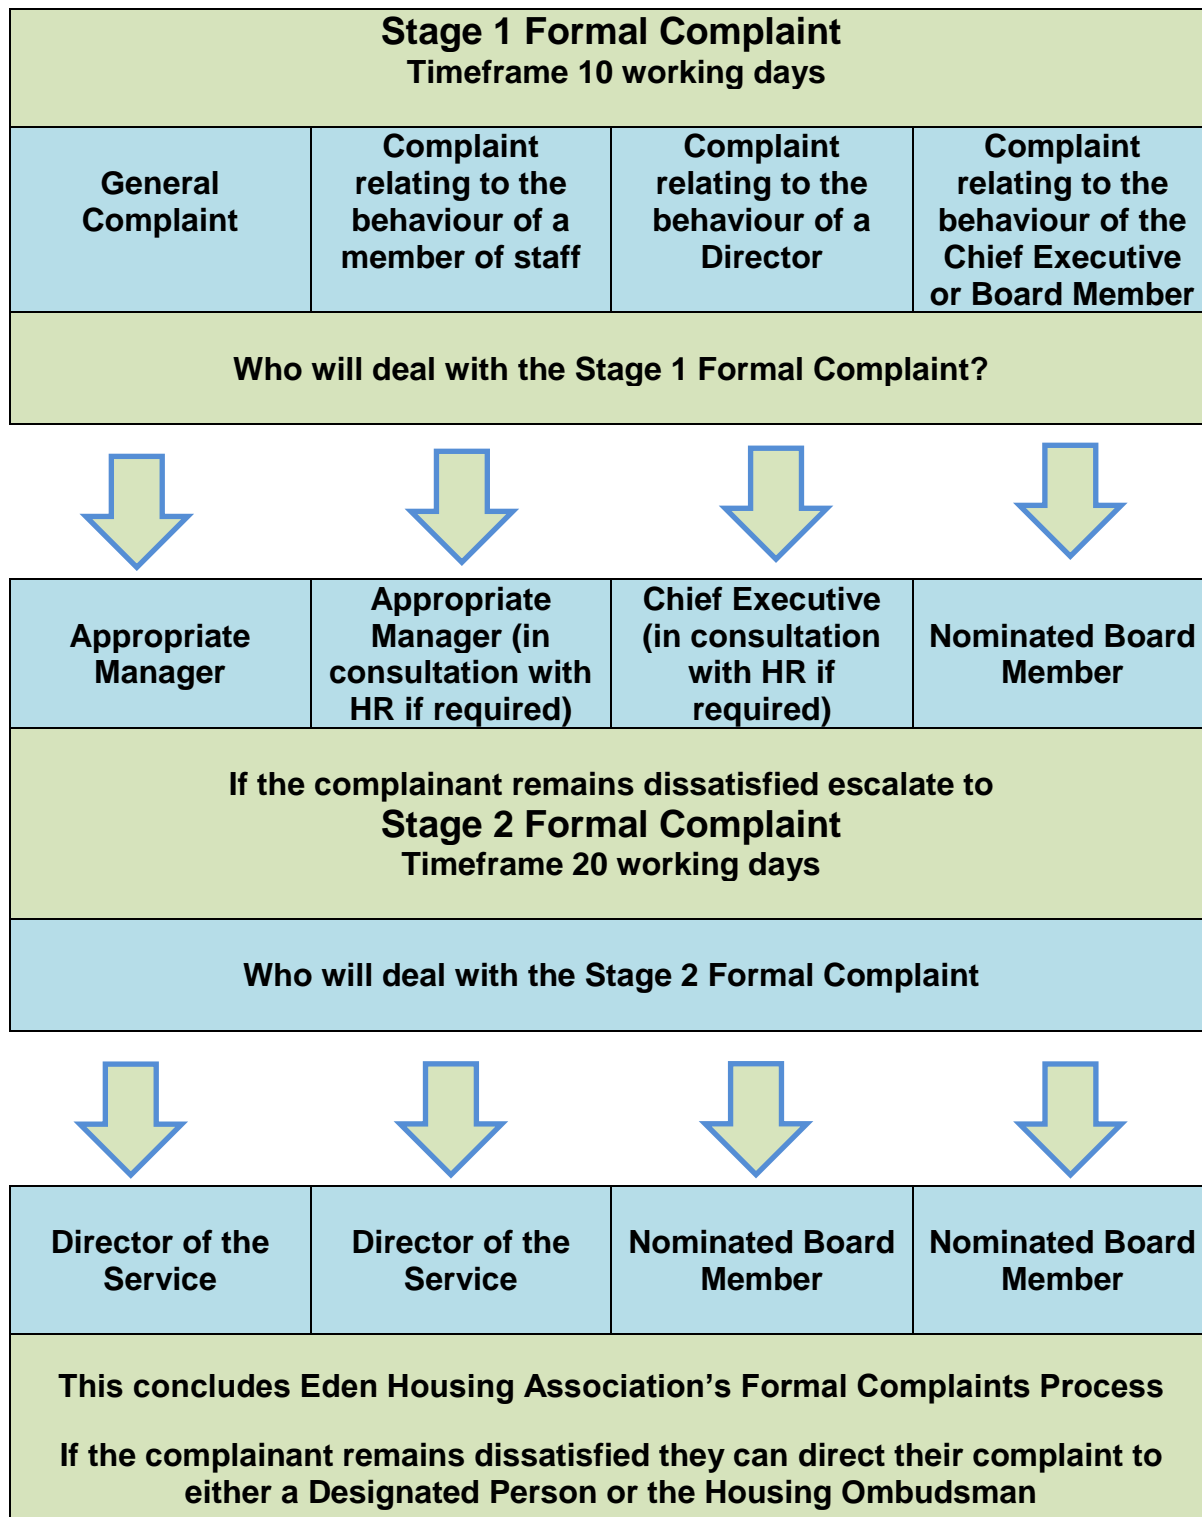 Stage 1 Formal Complaint
Timeframe 10 working days
General
Complaint
Complaint
relating to the
behaviour of a
member of staff
Complaint
relating to the
behaviour of a
Director
Complaint
relating to the
behaviour of the
Chief Executive
or Board Member
Who will deal with the Stage 1 Formal Complaint?
Appropriate
Manager
Appropriate
Manager (in
consultation with
HR if required)
Chief Executive
(in consultation
with HR if
required)
Nominated Board
Member
If the complainant remains dissatisfied escalate to
Stage 2 Formal Complaint
Timeframe 20 working days
Who will deal with the Stage 2 Formal Complaint
Director of the
Service
Director of the
Service
Nominated Board
Member
Nominated Board
Member
This concludes Eden Housing Association’s Formal Complaints Process
If the complainant remains dissatisfied they can direct their complaint to
either a Designated Person or the Housing Ombudsman